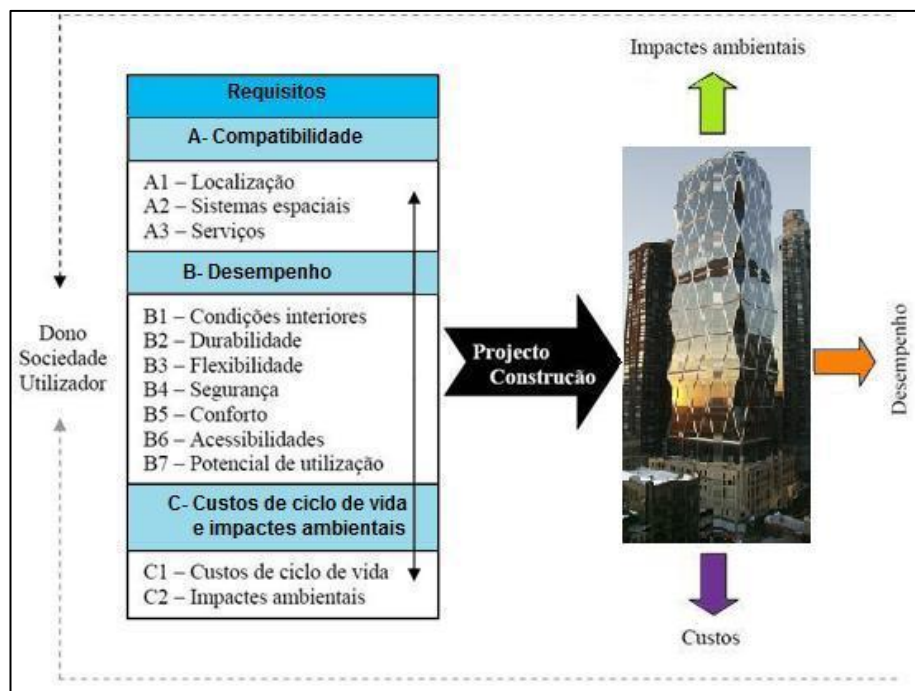 Impactes ambientais
Requisitos
A- Compatibilidade
A1 – Localização
A2 – Sistemas espaciais
A3 – Serviços
B- Desempenho
B1 – Condições interiores
B2 – Durabilidade
B3 – Flexibilidade
B4 – Segurança
B5 – Conforto
B6 – Acessibilidades
B7 – Potencial de utilização
C- Custos de ciclo de vida
e impactes ambientais
C1 – Custos de ciclo de vida
C2 – Impactes ambientais
Dono
Sociedade
Utilizador
Projecto
Construcão
Desempenho
Custos